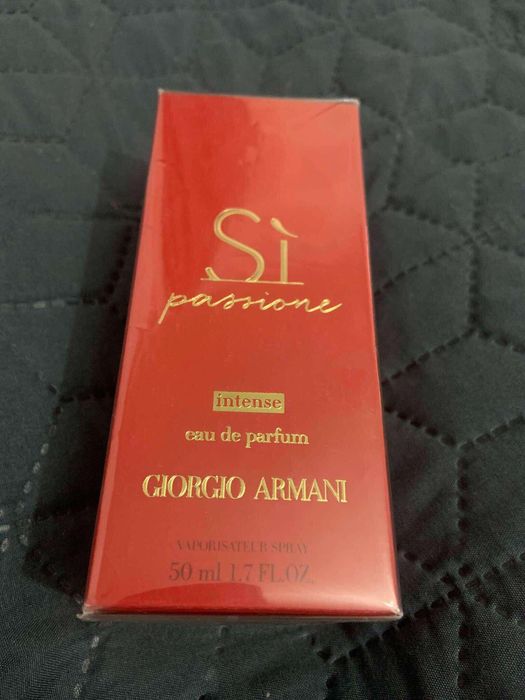 Sì
passione
intense
eau de parfum
GIORGIO ARMANI
VAPORISATEUR SPRAY
50 ml 1.7 FL.OZ.